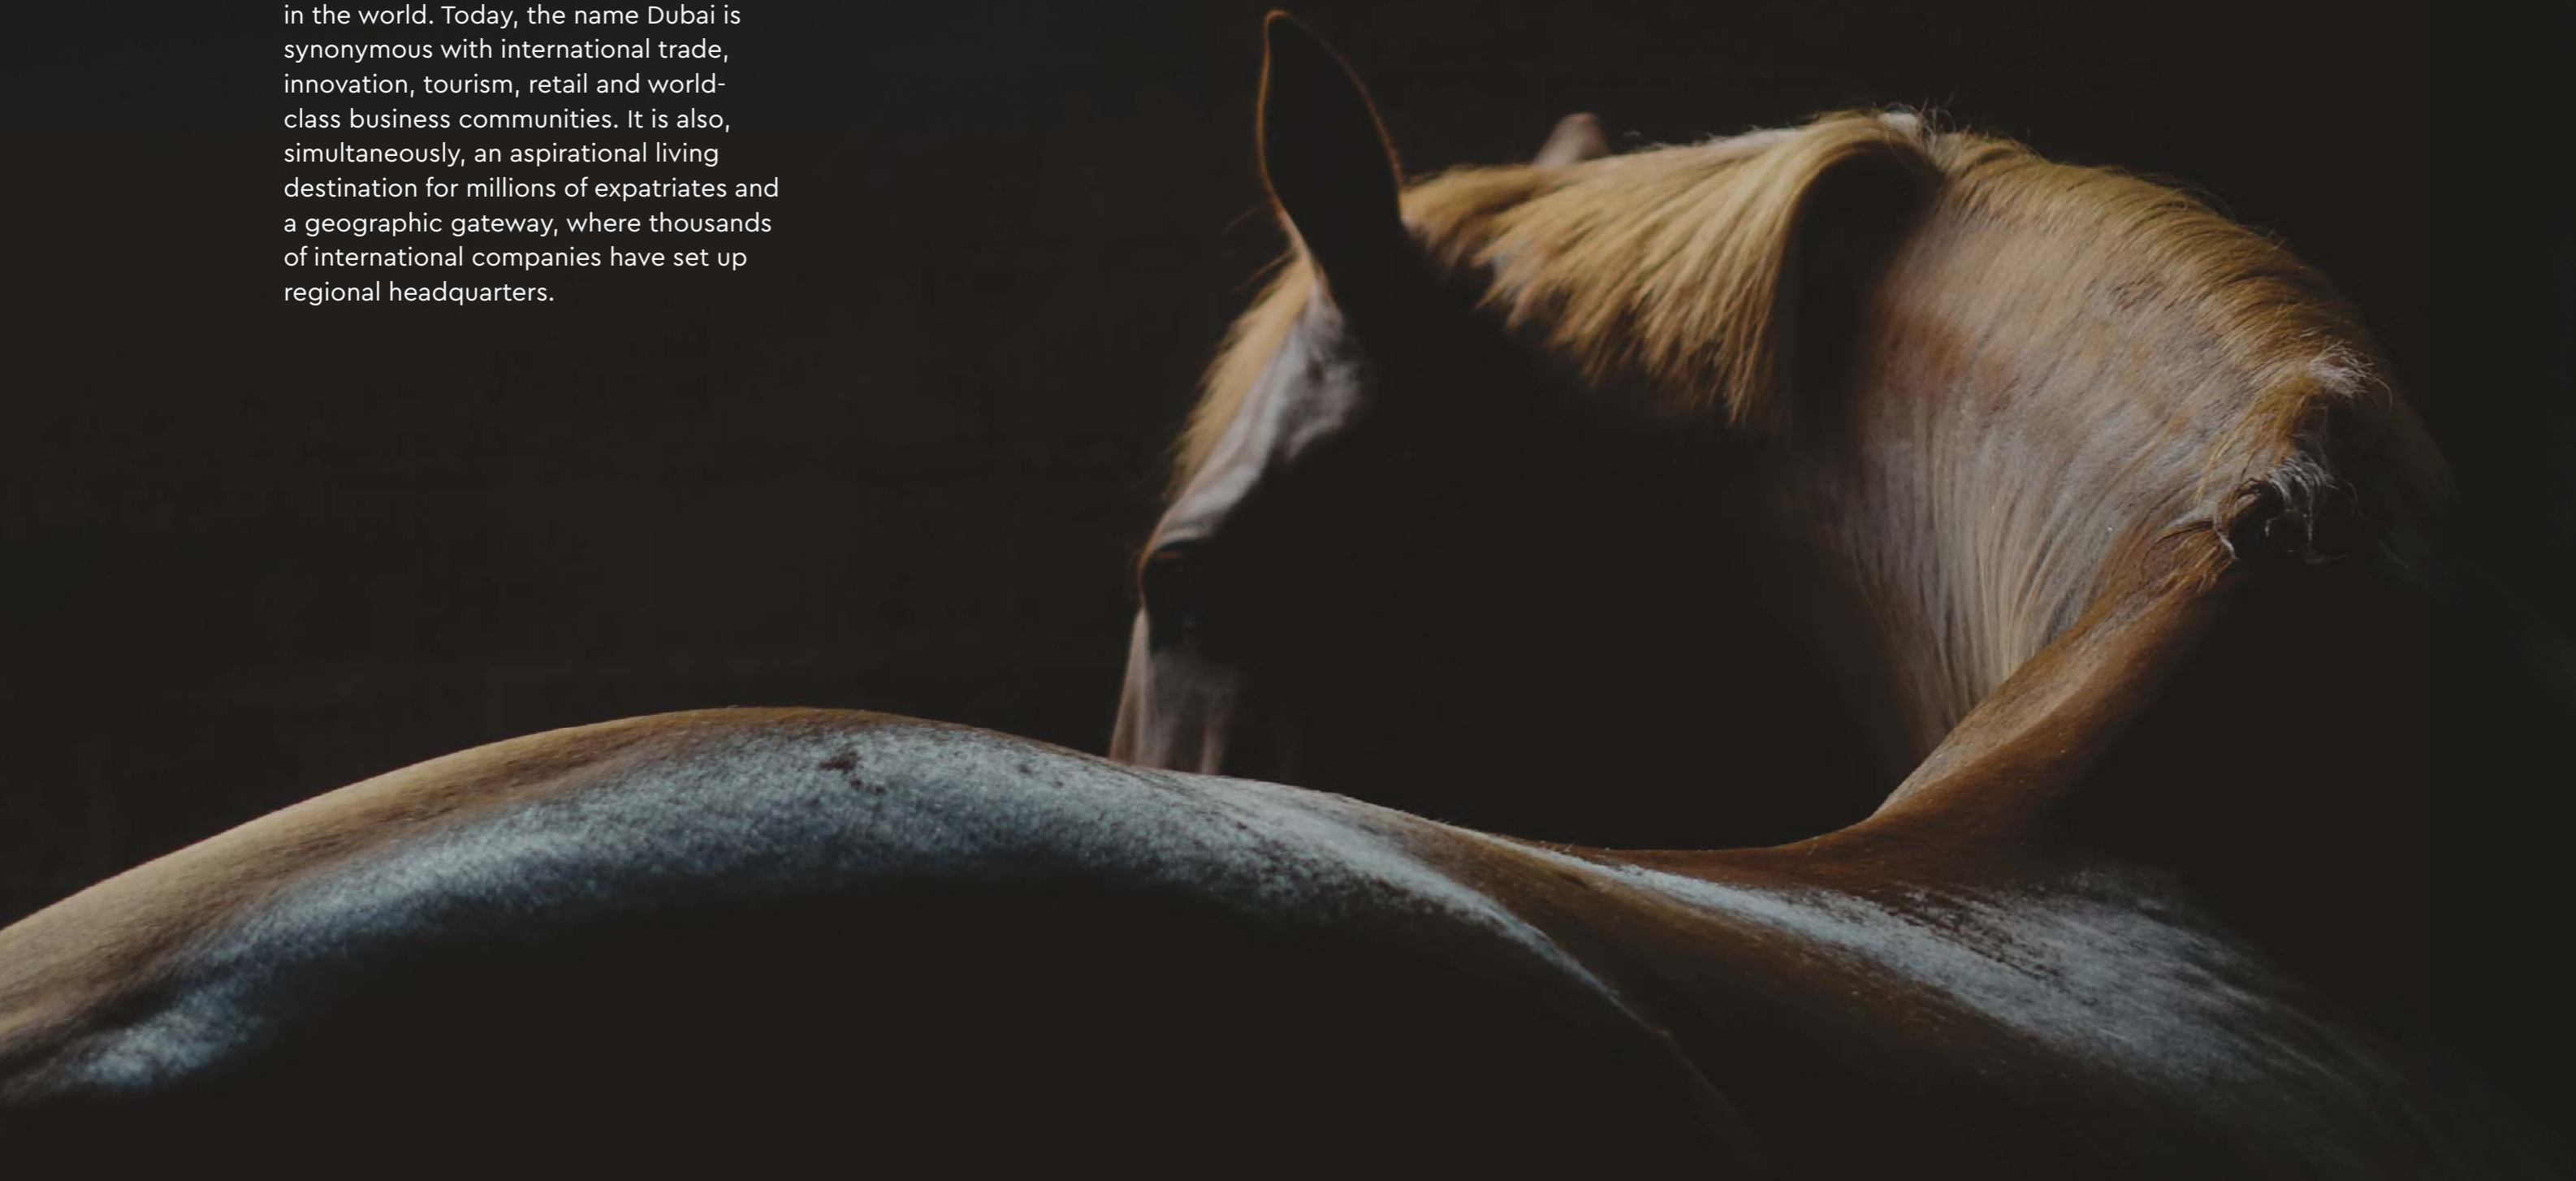 in the world. Today, the name Dubai is
synonymous with international trade,
innovation, tourism, retail and world-
class business communities. It is also,
simultaneously, an aspirational living
destination for millions of expatriates and
a geographic gateway, where thousands
of international companies have set up
regional headquarters.